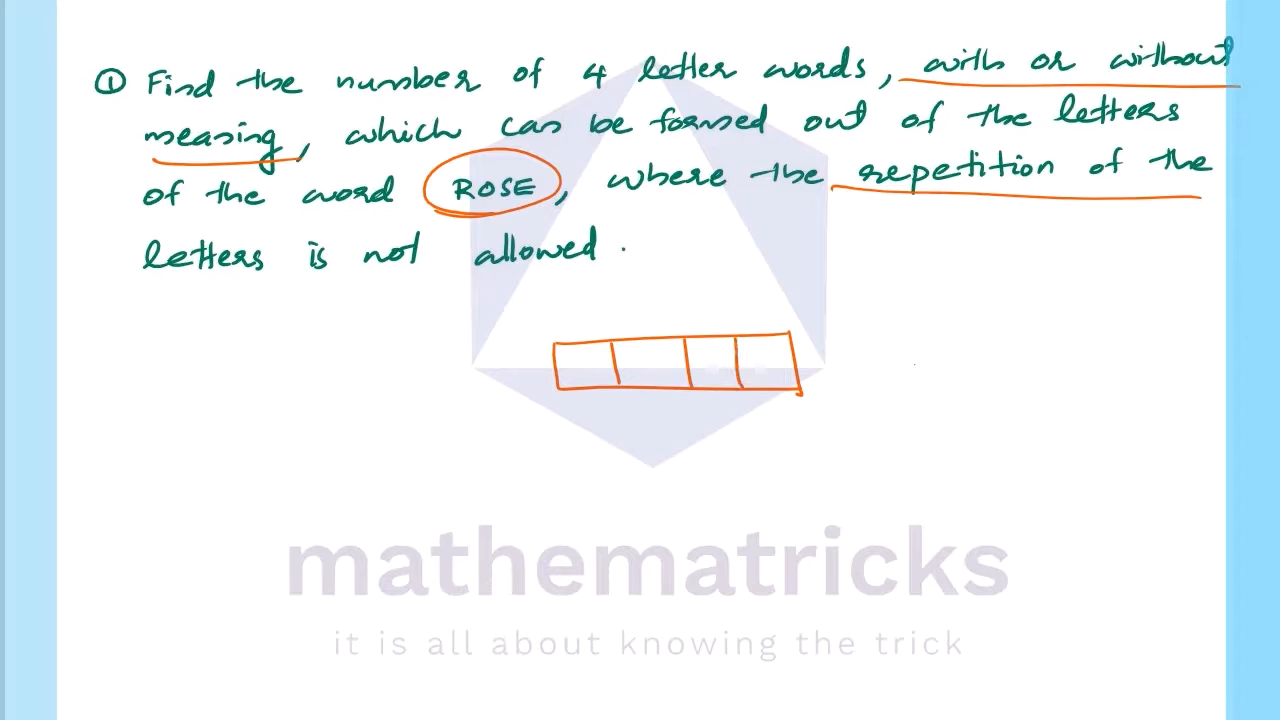 ① Find the number of 4 letter words, with or without
meaning, which can be formed out of the letters
of the word ROSE, where the repetition of the
letters is not allowed.
mathematricks
it is all about knowing the trick